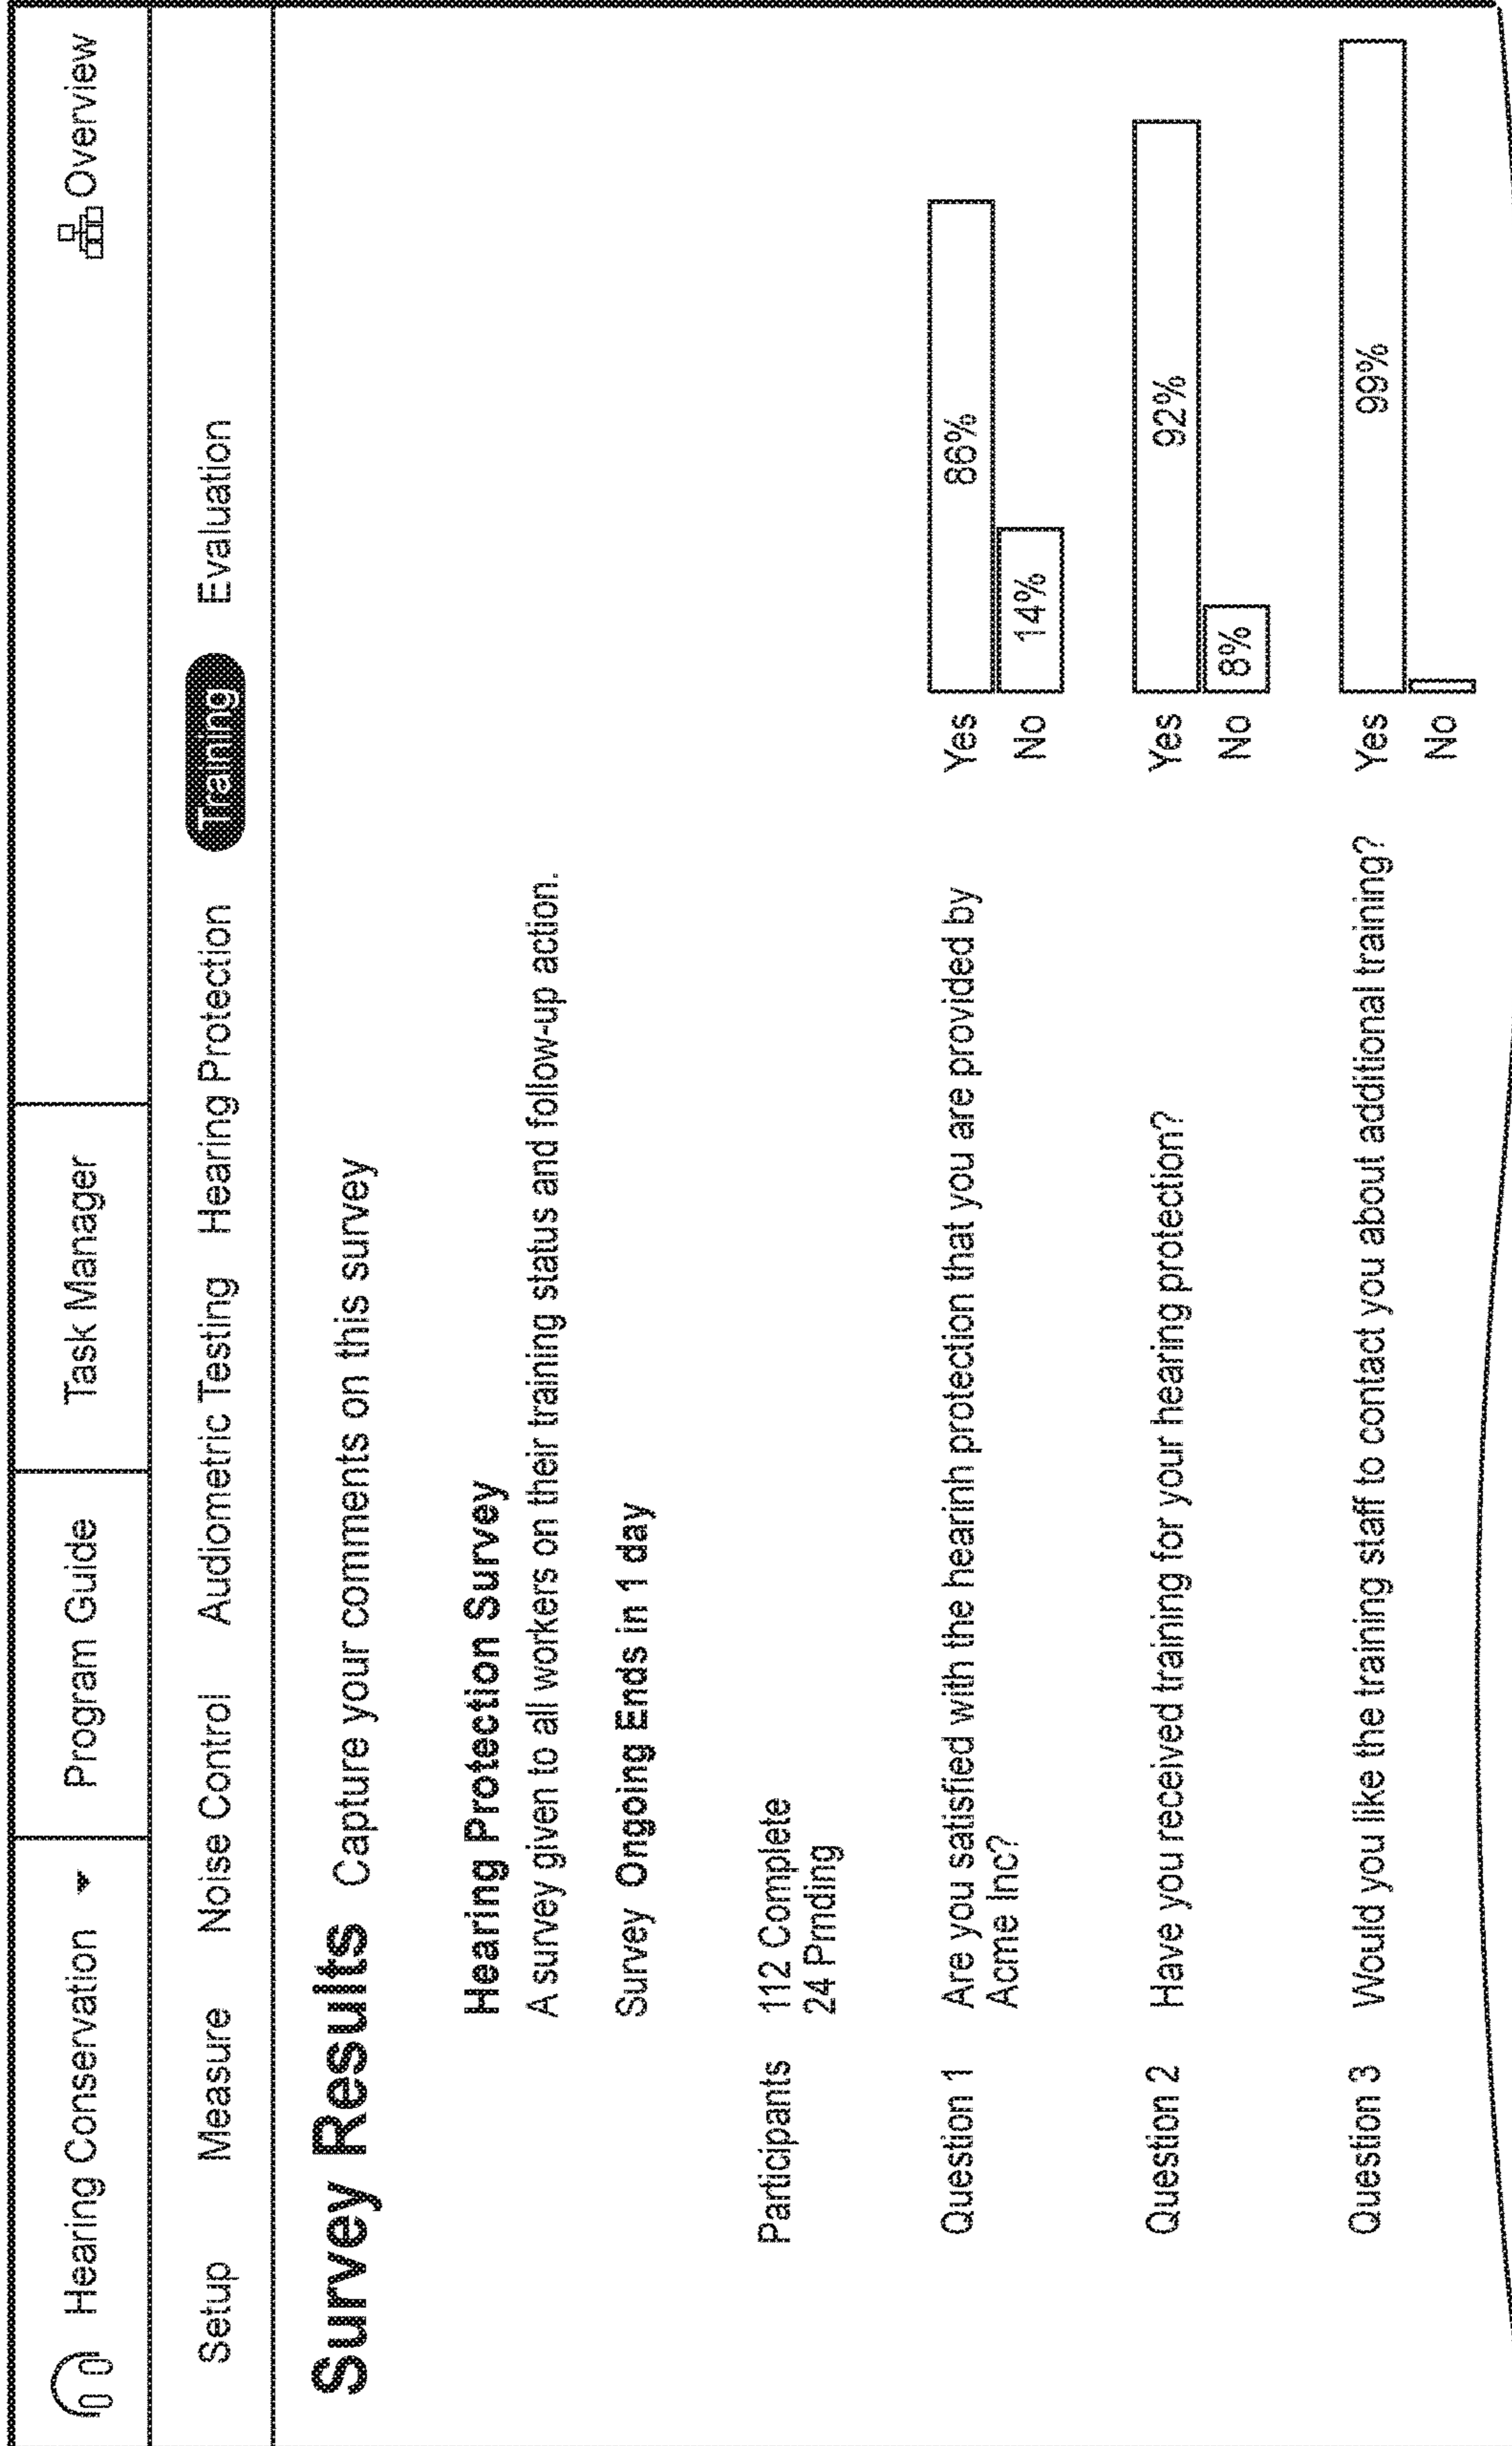 Hearing Conservation Program Guide Task Manager Overview
Setup Measure Noise Control Audiometric Testing Hearing Protection Training Evaluation
Survey Results Capture your comments on this survey
Hearing Protection Survey
A survey given to all workers on their training status and follow-up action.
Survey Ongoing Ends in 1 day
Participants 112 Complete
24 Prnding
Question 1 Are you satisfied with the hearinh protection that you are provided by Yes 86%
Acme Inc? No 14%
Question 2 Have you received training for your hearing protection? Yes 92%
No 8%
Question 3 Would you like the training staff to contact you about additional training? Yes 99%
No